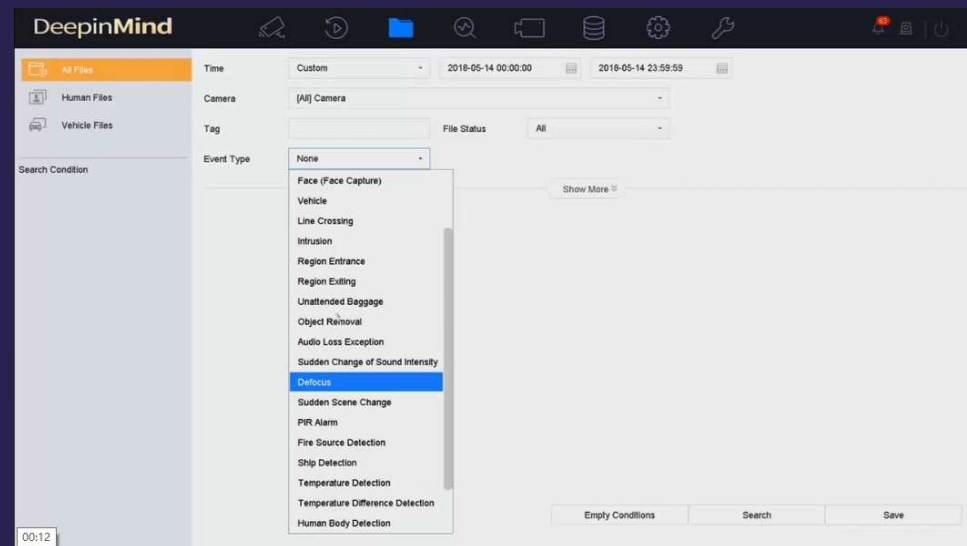 DeepinMind
63
All Files
Human Files
Vehicle Files
Search Condition
Time
Custom
2018-05-14 00:00:00
2018-05-14 23:59:59
Camera
[All] Camera
Tag
File Status
All
Event Type
None
Show More
Face (Face Capture)
Vehicle
Line Crossing
Intrusion
Region Entrance
Region Exiting
Unattended Baggage
Object Removal
Audio Loss Exception
Sudden Change of Sound Intensity
Defocus
Sudden Scene Change
PIR Alarm
Fire Source Detection
Ship Detection
Temperature Detection
Temperature Difference Detection
Human Body Detection
Empty Conditions
Search
Save
00:12